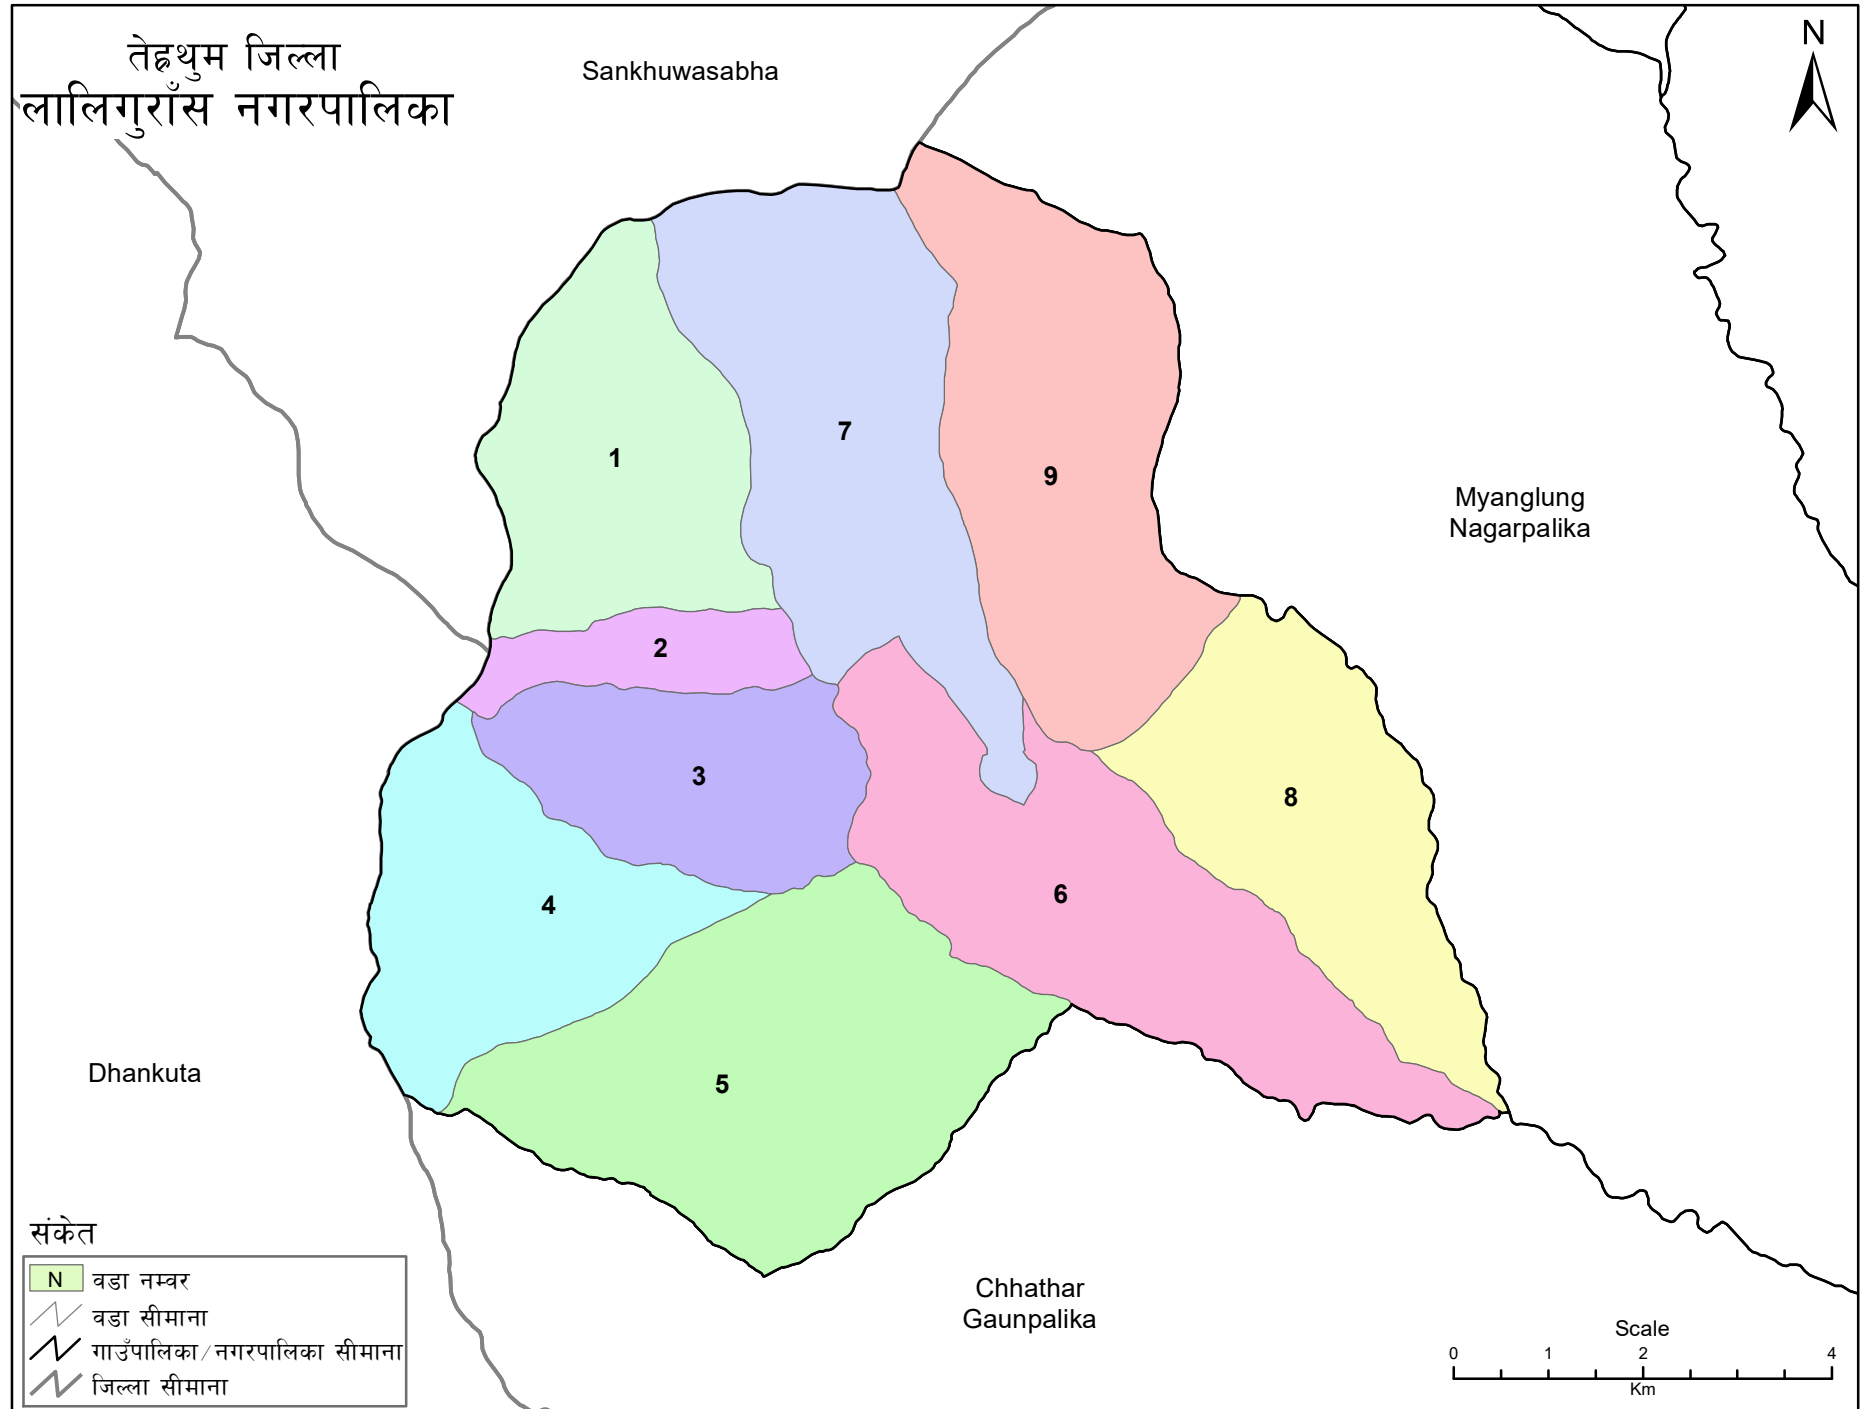 तेह्रथुम जिल्ला
लालिगुराँस नगरपालिका
Sankhuwasabha
N
7
1
9
Myanglung
Nagarpalika
2
3
8
6
4
Dhankuta
5
संकेत
N वडा नम्वर
वडा सीमाना
गाउँपालिका/नगरपालिका सीमाना
जिल्ला सीमाना
Chhathar
Gaunpalika
Scale
0 1 2 4
Km